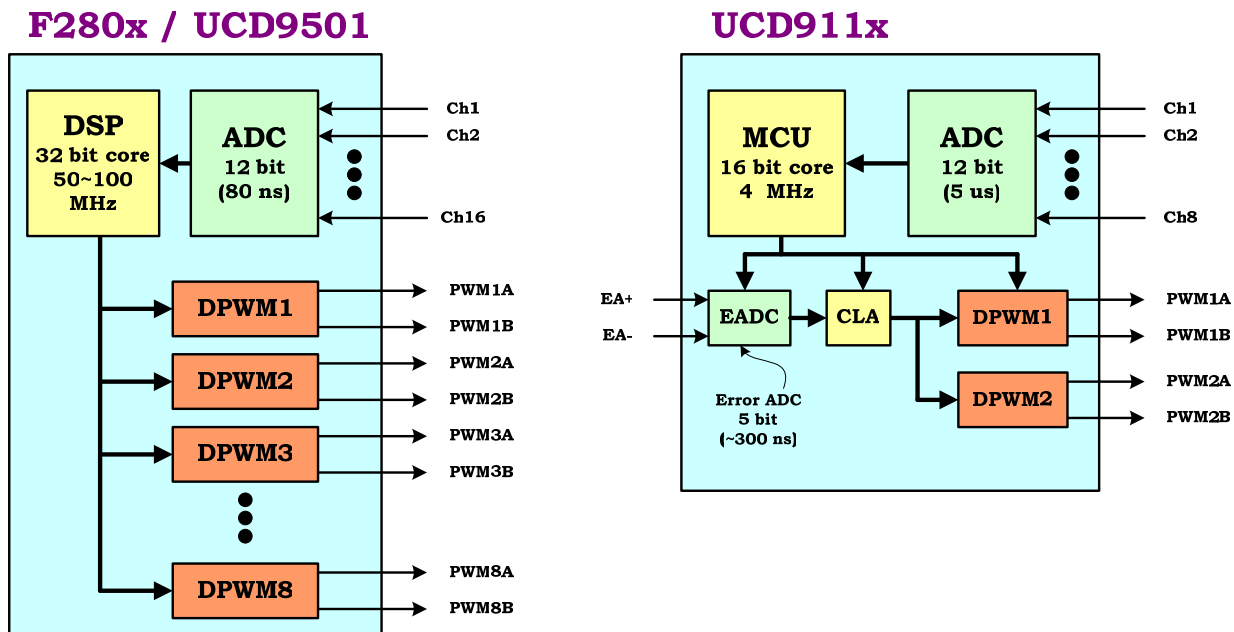 F280x / UCD9501
DSP
32 bit core
50~100
MHz
ADC
12 bit
(80 ns)
Ch1
Ch2
Ch16
DPWM1
PWM1A
PWM1B
DPWM2
PWM2A
PWM2B
DPWM3
PWM3A
PWM3B
DPWM8
PWM8A
PWM8B
UCD911x
MCU
16 bit core
4 MHz
ADC
12 bit
(5 us)
Ch1
Ch2
Ch8
EA+
EA-
EADC
CLA
DPWM1
PWM1A
PWM1B
Error ADC
5 bit
(~300 ns)
DPWM2
PWM2A
PWM2B